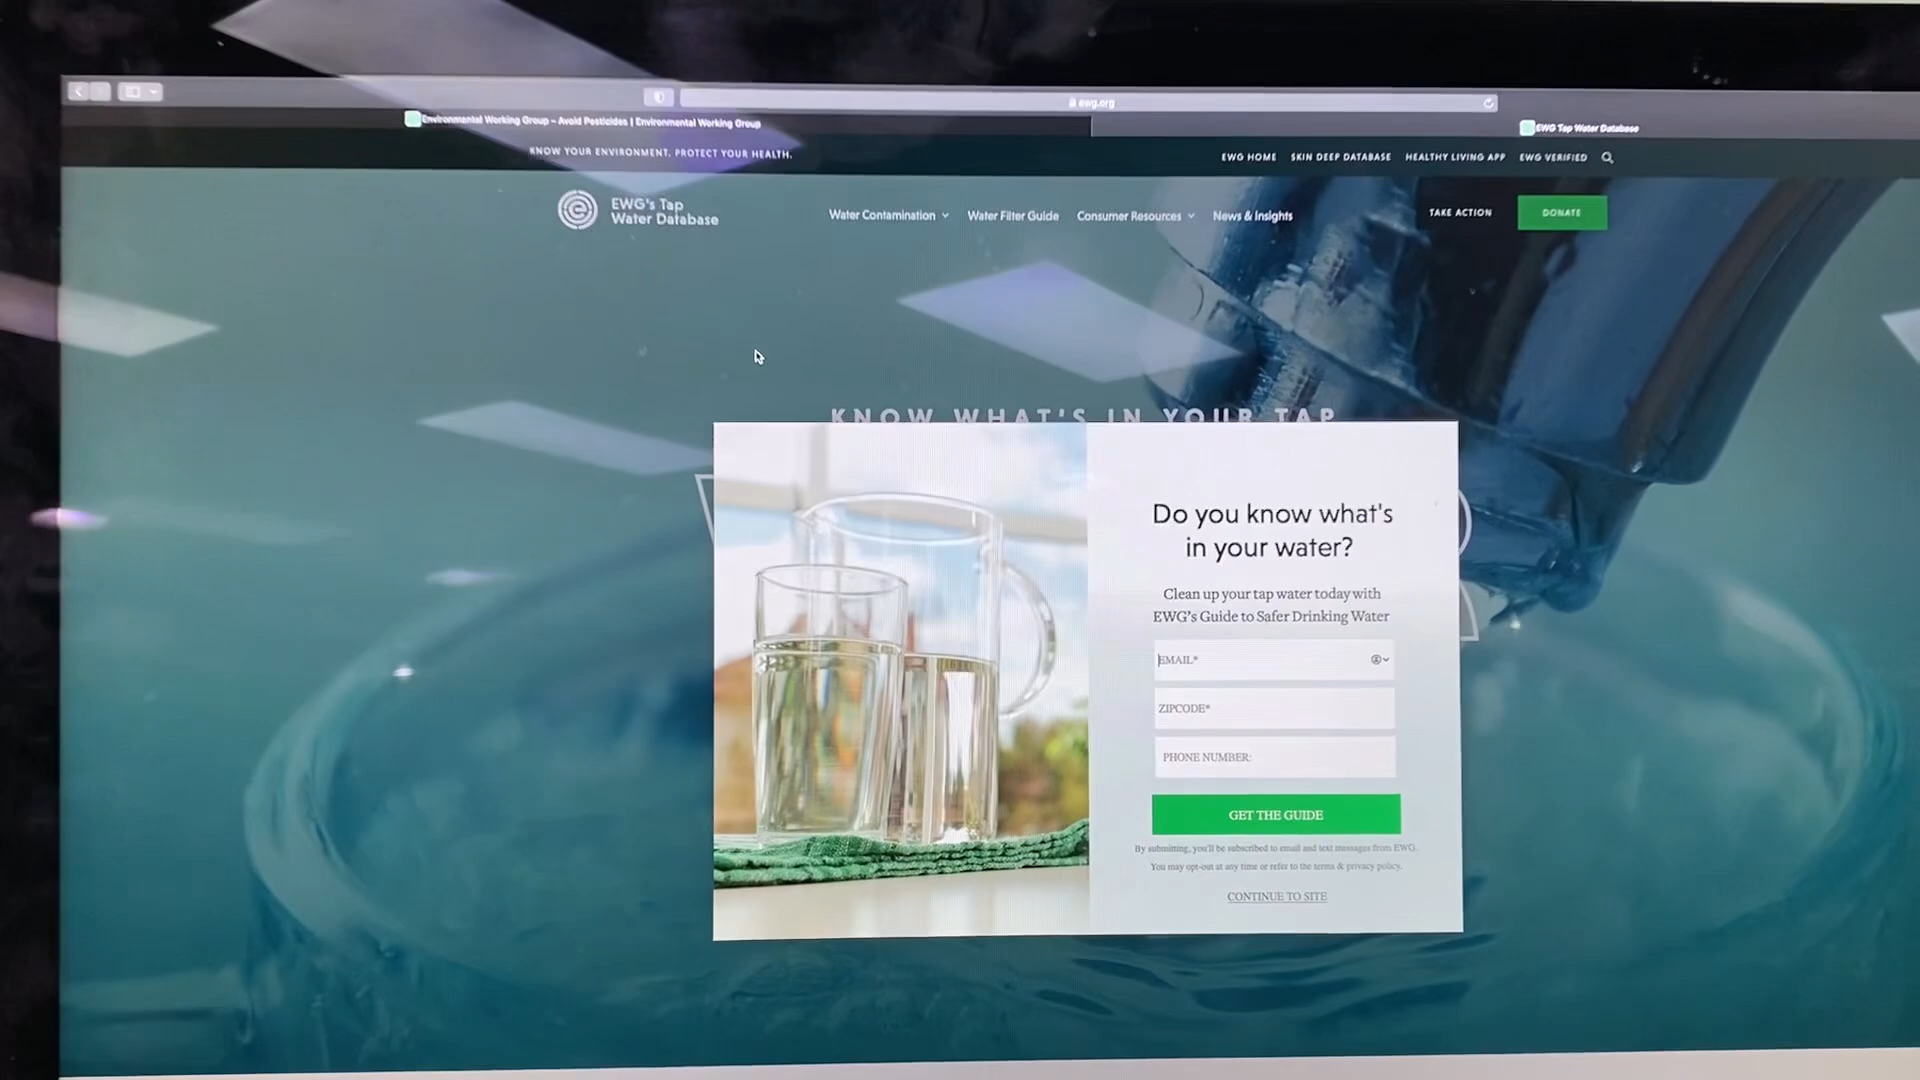 ewg.org
Environmental Working Group – Avoid Pesticides | Environmental Working Group
EWG Tap Water Database
KNOW YOUR ENVIRONMENT. PROTECT YOUR HEALTH.
EWG HOME SKIN DEEP DATABASE HEALTHY LIVING APP EWG VERIFIED
EWG's Tap
Water Database
Water Contamination Water Filter Guide Consumer Resources News & Insights
TAKE ACTION DONATE
KNOW WHAT'S IN YOUR TAP
Do you know what's
in your water?
Clean up your tap water today with
EWG's Guide to Safer Drinking Water
EMAIL*
ZIPCODE*
PHONE NUMBER:
GET THE GUIDE
By submitting, you'll be subscribed to email and text messages from EWG.
You may opt-out at any time or refer to the terms & privacy policy.
CONTINUE TO SITE